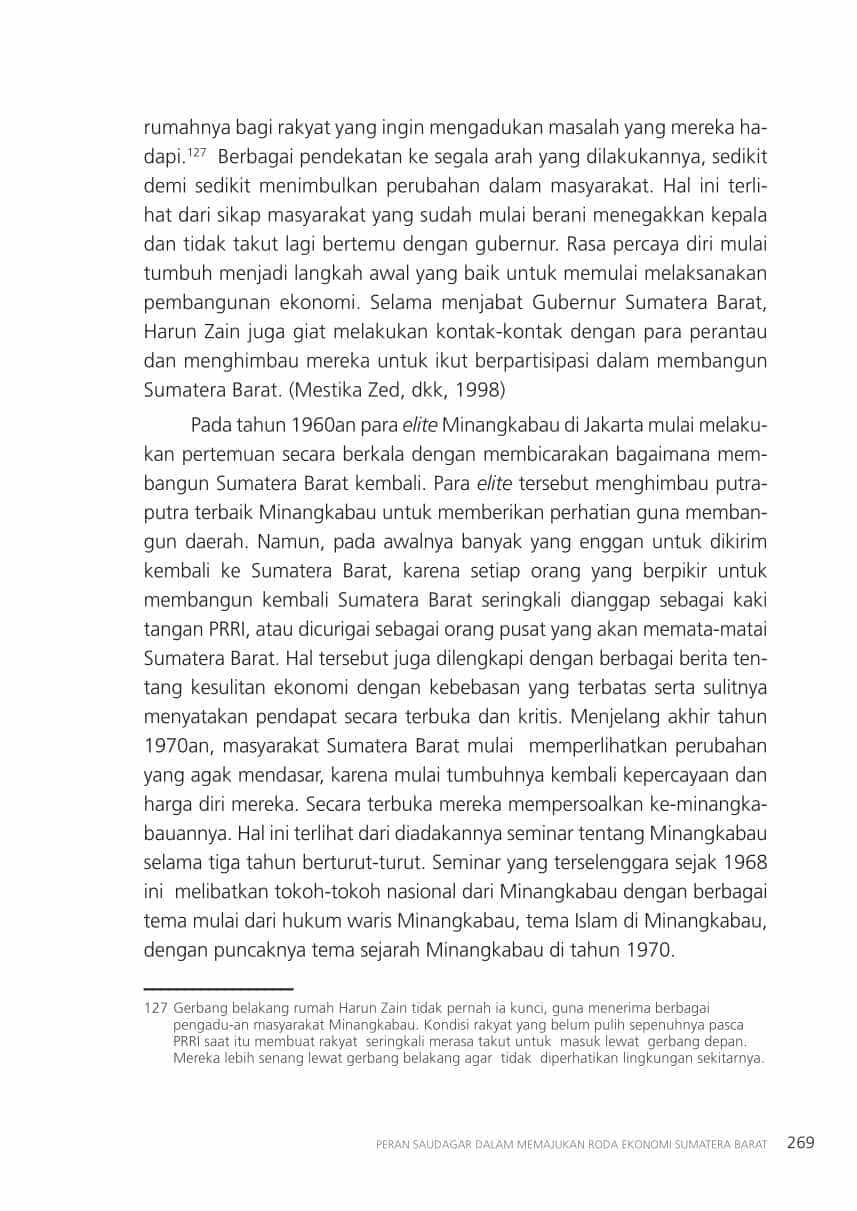 rumahnya bagi rakyat yang ingin mengadukan masalah yang mereka ha-
dapi.127 Berbagai pendekatan ke segala arah yang dilakukannya, sedikit
demi sedikit menimbulkan perubahan dalam masyarakat. Hal ini terli-
hat dari sikap masyarakat yang sudah mulai berani menegakkan kepala
dan tidak takut lagi bertemu dengan gubernur. Rasa percaya diri mulai
tumbuh menjadi langkah awal yang baik untuk memulai melaksanakan
pembangunan ekonomi. Selama menjabat Gubernur Sumatera Barat,
Harun Zain juga giat melakukan kontak-kontak dengan para perantau
dan menghimbau mereka untuk ikut berpartisipasi dalam membangun
Sumatera Barat. (Mestika Zed, dkk, 1998)
Pada tahun 1960an para elite Minangkabau di Jakarta mulai melaku-
kan pertemuan secara berkala dengan membicarakan bagaimana mem-
bangun Sumatera Barat kembali. Para elite tersebut menghimbau putra-
putra terbaik Minangkabau untuk memberikan perhatian guna memban-
gun daerah. Namun, pada awalnya banyak yang enggan untuk dikirim
kembali ke Sumatera Barat, karena setiap orang yang berpikir untuk
membangun kembali Sumatera Barat seringkali dianggap sebagai kaki
tangan PRRI, atau dicurigai sebagai orang pusat yang akan memata-matai
Sumatera Barat. Hal tersebut juga dilengkapi dengan berbagai berita ten-
tang kesulitan ekonomi dengan kebebasan yang terbatas serta sulitnya
menyatakan pendapat secara terbuka dan kritis. Menjelang akhir tahun
1970an, masyarakat Sumatera Barat mulai memperlihatkan perubahan
yang agak mendasar, karena mulai tumbuhnya kembali kepercayaan dan
harga diri mereka. Secara terbuka mereka mempersoalkan ke-minangka-
bauannya. Hal ini terlihat dari diadakannya seminar tentang Minangkabau
selama tiga tahun berturut-turut. Seminar yang terselenggara sejak 1968
ini melibatkan tokoh-tokoh nasional dari Minangkabau dengan berbagai
tema mulai dari hukum waris Minangkabau, tema Islam di Minangkabau,
dengan puncaknya tema sejarah Minangkabau di tahun 1970.
127 Gerbang belakang rumah Harun Zain tidak pernah ia kunci, guna menerima berbagai
pengadu-an masyarakat Minangkabau. Kondisi rakyat yang belum pulih sepenuhnya pasca
PRRI saat itu membuat rakyat seringkali merasa takut untuk masuk lewat gerbang depan.
Mereka lebih senang lewat gerbang belakang agar tidak diperhatikan lingkungan sekitarnya.
PERAN SAUDAGAR DALAM MEMAJUKAN RODA EKONOMI SUMATERA BARAT 269